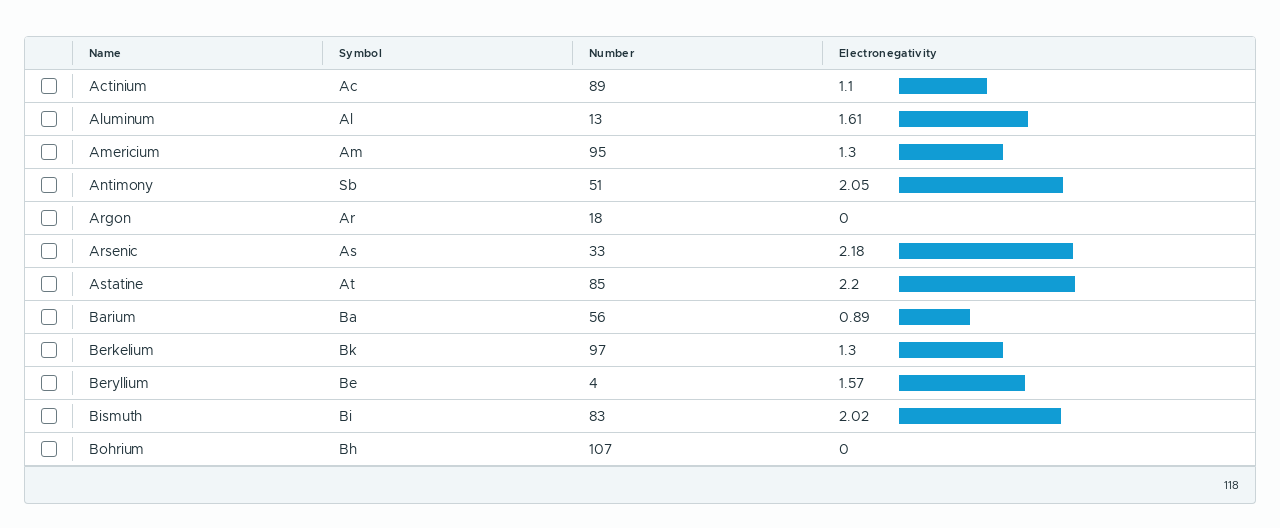 Name Symbol Number Electronegativity
Actinium Ac 89 1.1
Aluminum Al 13 1.61
Americium Am 95 1.3
Antimony Sb 51 2.05
Argon Ar 18 0
Arsenic As 33 2.18
Astatine At 85 2.2
Barium Ba 56 0.89
Berkelium Bk 97 1.3
Beryllium Be 4 1.57
Bismuth Bi 83 2.02
Bohrium Bh 107 0
118